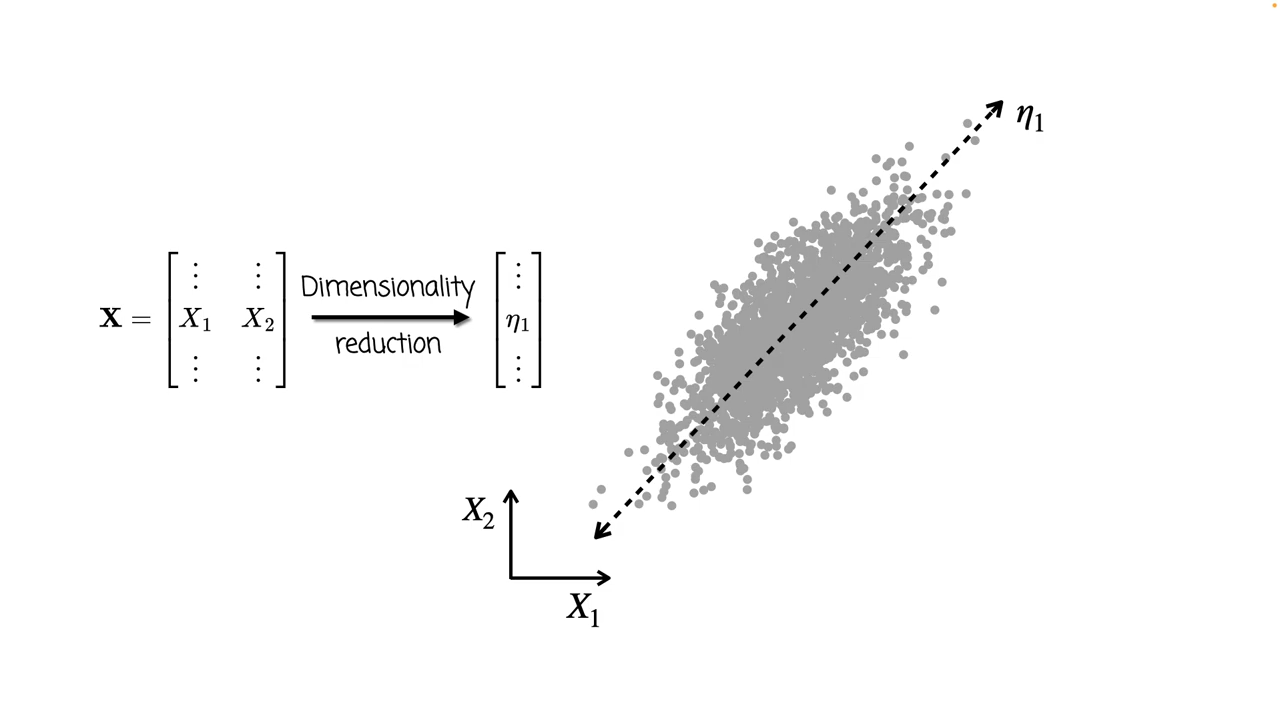 X =
⋮ ⋮
X₁ X₂
⋮ ⋮
Dimensionality
reduction
⋮
η₁
⋮
η₁
X₂
X₁